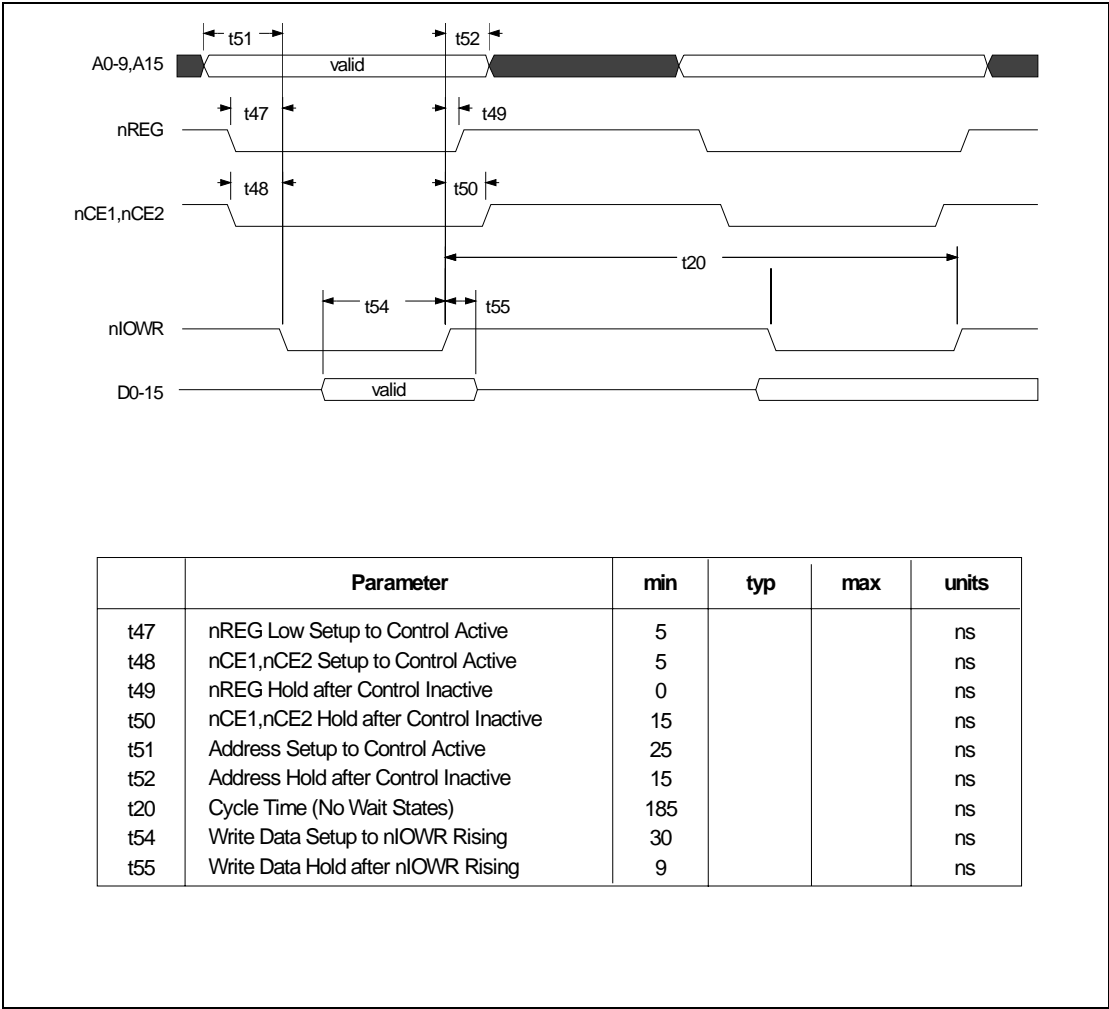 t51 t52
A0-9,A15 valid
t47 t49
nREG
t48 t50
nCE1,nCE2
t20
t54 t55
nIOWR
D0-15 valid
Parameter min typ max units
t47 nREG Low Setup to Control Active 5 ns
t48 nCE1,nCE2 Setup to Control Active 5 ns
t49 nREG Hold after Control Inactive 0 ns
t50 nCE1,nCE2 Hold after Control Inactive 15 ns
t51 Address Setup to Control Active 25 ns
t52 Address Hold after Control Inactive 15 ns
t20 Cycle Time (No Wait States) 185 ns
t54 Write Data Setup to nIOWR Rising 30 ns
t55 Write Data Hold after nIOWR Rising 9 ns